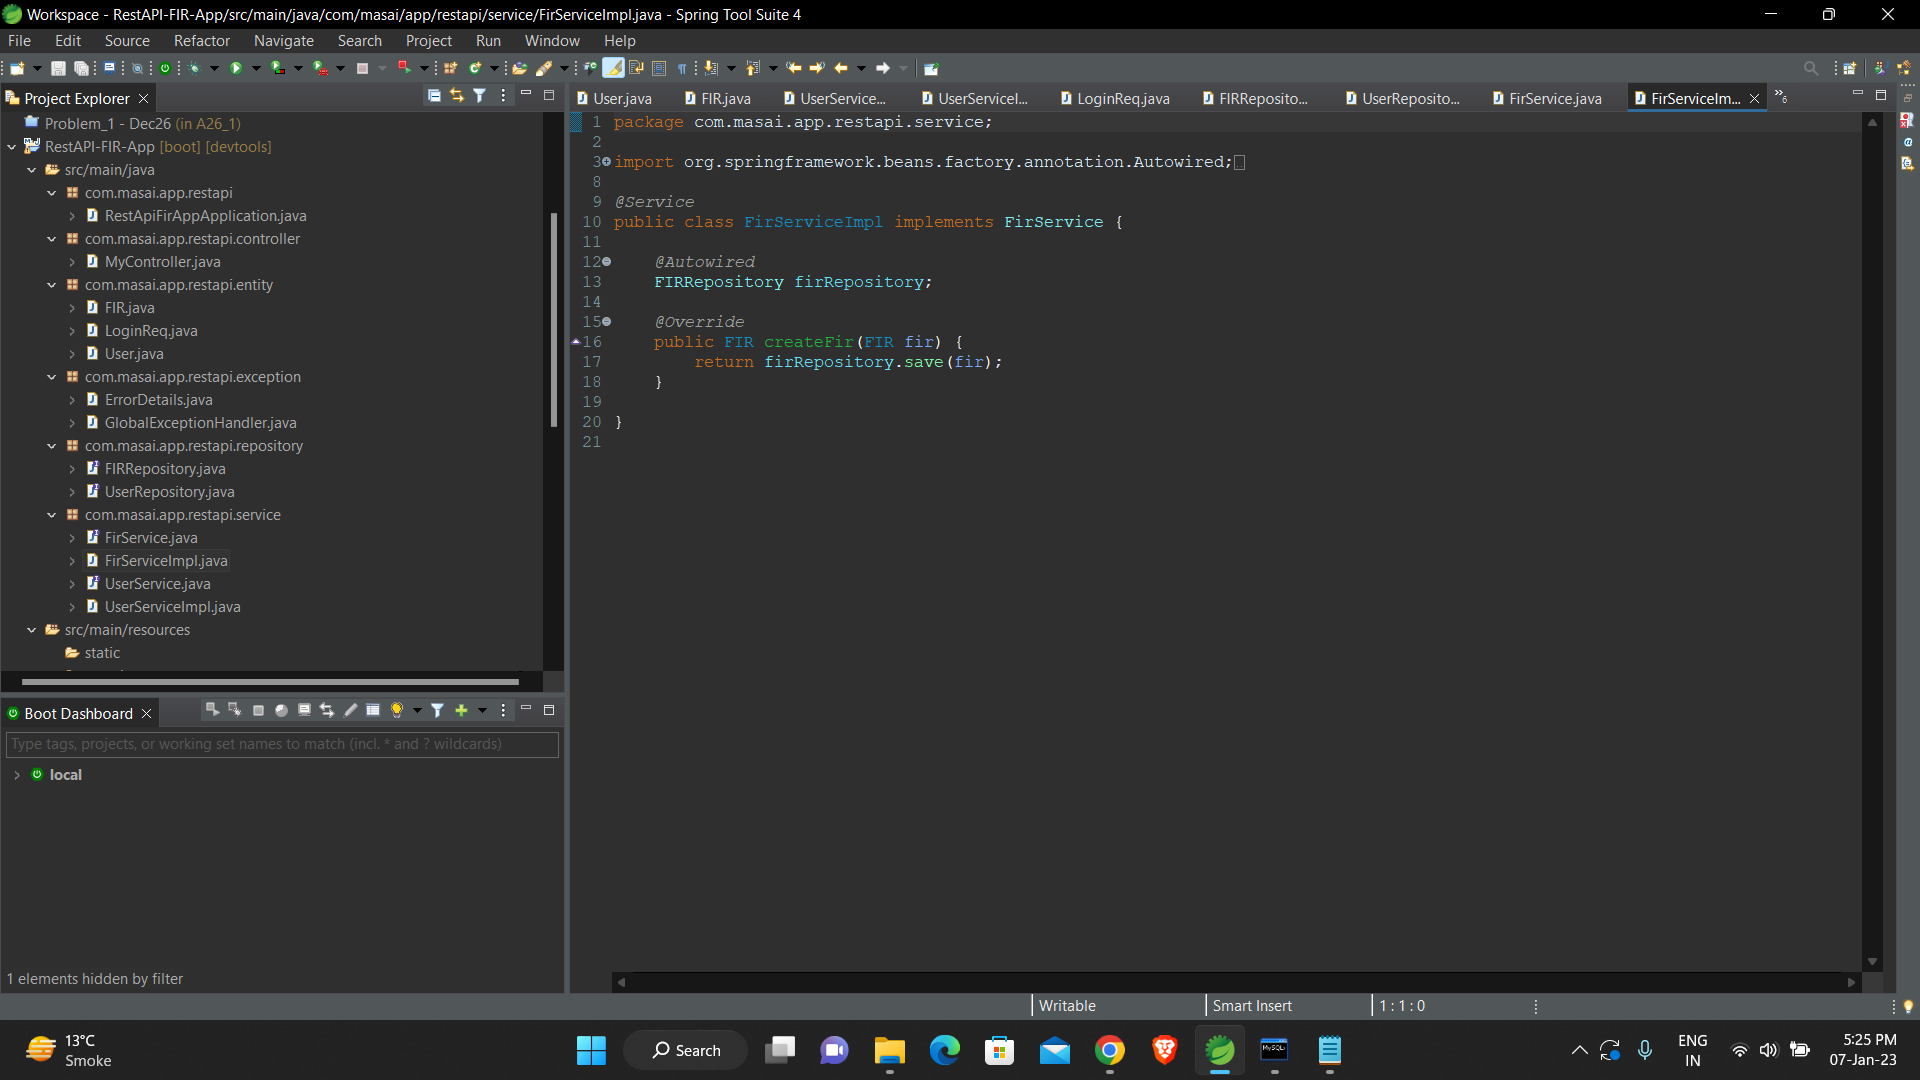 Workspace - RestAPI-FIR-App/src/main/java/com/masai/app/restapi/service/FirServiceImpl.java - Spring Tool Suite 4
File Edit Source Refactor Navigate Search Project Run Window Help
Project Explorer
Problem_1 - Dec26 (in A26_1)
RestAPI-FIR-App [boot] [devtools]
src/main/java
com.masai.app.restapi
RestApiFirAppApplication.java
com.masai.app.restapi.controller
MyController.java
com.masai.app.restapi.entity
FIR.java
LoginReq.java
User.java
com.masai.app.restapi.exception
ErrorDetails.java
GlobalExceptionHandler.java
com.masai.app.restapi.repository
FIRRepository.java
UserRepository.java
com.masai.app.restapi.service
FirService.java
FirServiceImpl.java
UserService.java
UserServiceImpl.java
src/main/resources
static
User.java FIR.java UserService... UserServiceI... LoginReq.java FIRReposito... UserReposito... FirService.java FirServiceIm... »6
1 package com.masai.app.restapi.service;
2
3 import org.springframework.beans.factory.annotation.Autowired;
8
9 @Service
10 public class FirServiceImpl implements FirService {
11
12 @Autowired
13 FIRRepository firRepository;
14
15 @Override
16 public FIR createFir(FIR fir) {
17 return firRepository.save(fir);
18 }
19
20 }
21
Boot Dashboard
Type tags, projects, or working set names to match (incl. * and ? wildcards)
local
1 elements hidden by filter
Writable Smart Insert 1 : 1 : 0
13°C
Smoke
Search
MySQL
ENG
IN
5:25 PM
07-Jan-23